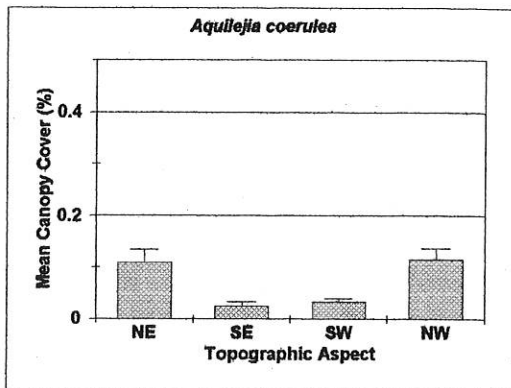 Aquilejia coerulea
Mean Canopy Cover (%)
0.4
0.2
0
NE SE SW NW
Topographic Aspect